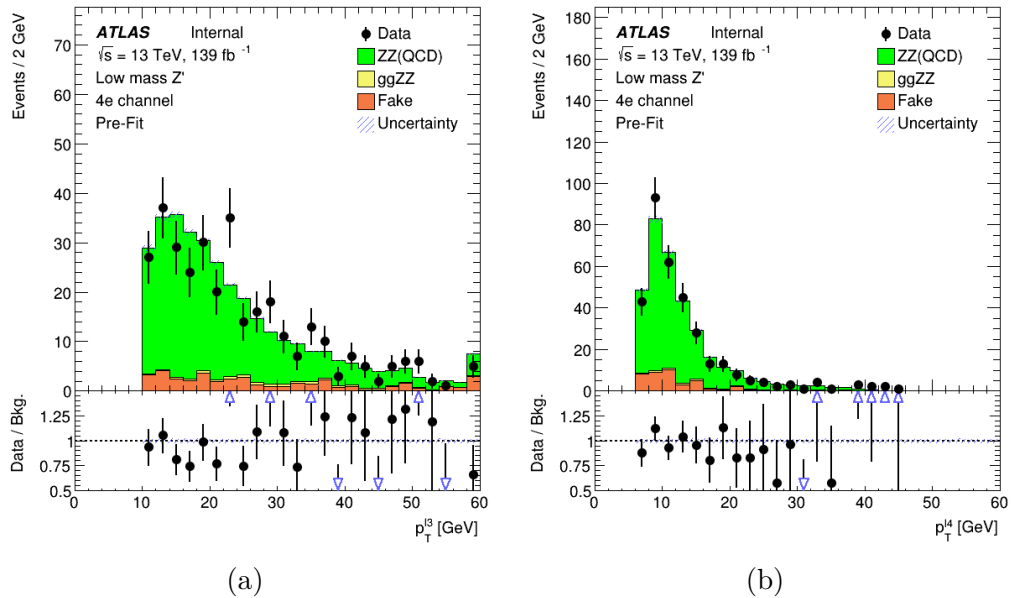 ATLAS Internal
√s = 13 TeV, 139 fb -1
Low mass Z'
4e channel
Pre-Fit
Data
ZZ(QCD)
ggZZ
Fake
Uncertainty
Events / 2 GeV
70
60
50
40
30
20
10
0
Data / Bkg.
1.25
1
0.75
0.5
0 10 20 30 40 50 60
p_T^l3 [GeV]
(a)
ATLAS Internal
√s = 13 TeV, 139 fb -1
Low mass Z'
4e channel
Pre-Fit
Data
ZZ(QCD)
ggZZ
Fake
Uncertainty
Events / 2 GeV
180
160
140
120
100
80
60
40
20
0
Data / Bkg.
1.25
1
0.75
0.5
0 10 20 30 40 50 60
p_T^l4 [GeV]
(b)